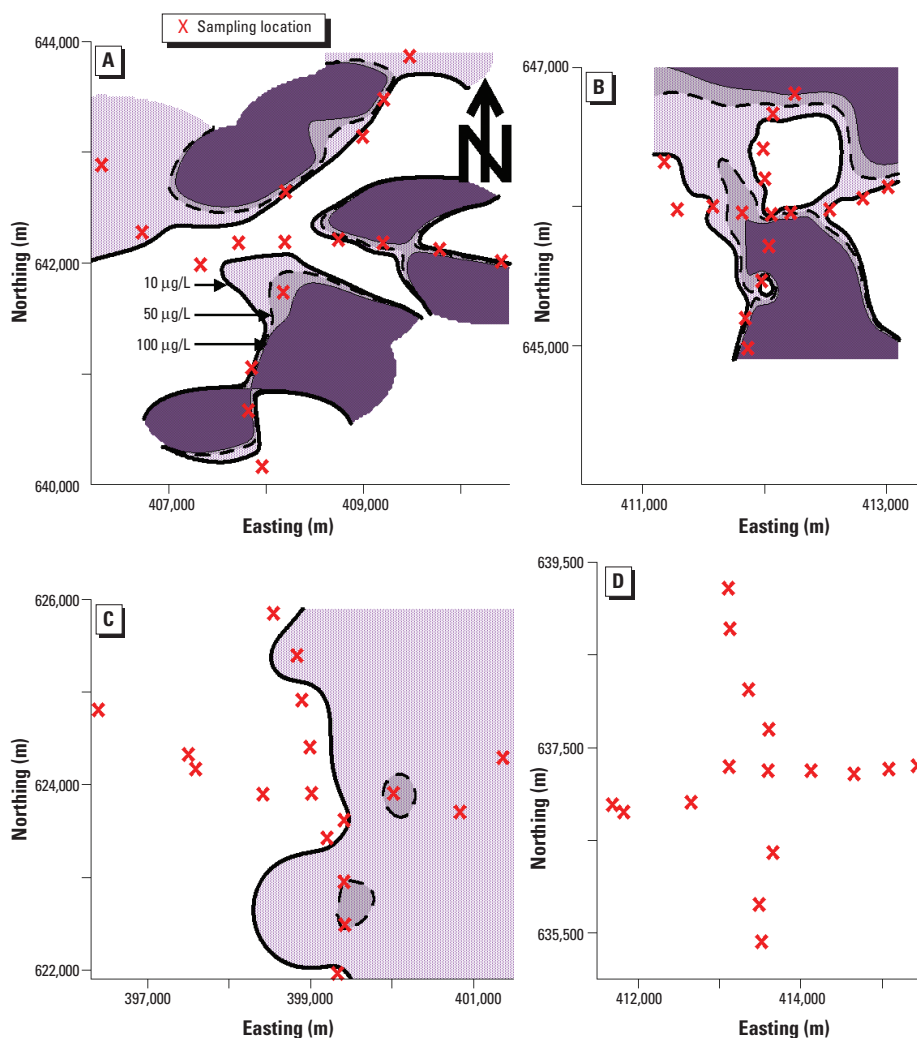 X Sampling location
644,000
A
N
10 µg/L
50 µg/L
100 µg/L
642,000
640,000
Northing (m)
407,000 409,000
Easting (m)
647,000
B
645,000
Northing (m)
411,000 413,000
Easting (m)
626,000
C
624,000
622,000
Northing (m)
397,000 399,000 401,000
Easting (m)
639,500
D
637,500
635,500
Northing (m)
412,000 414,000
Easting (m)